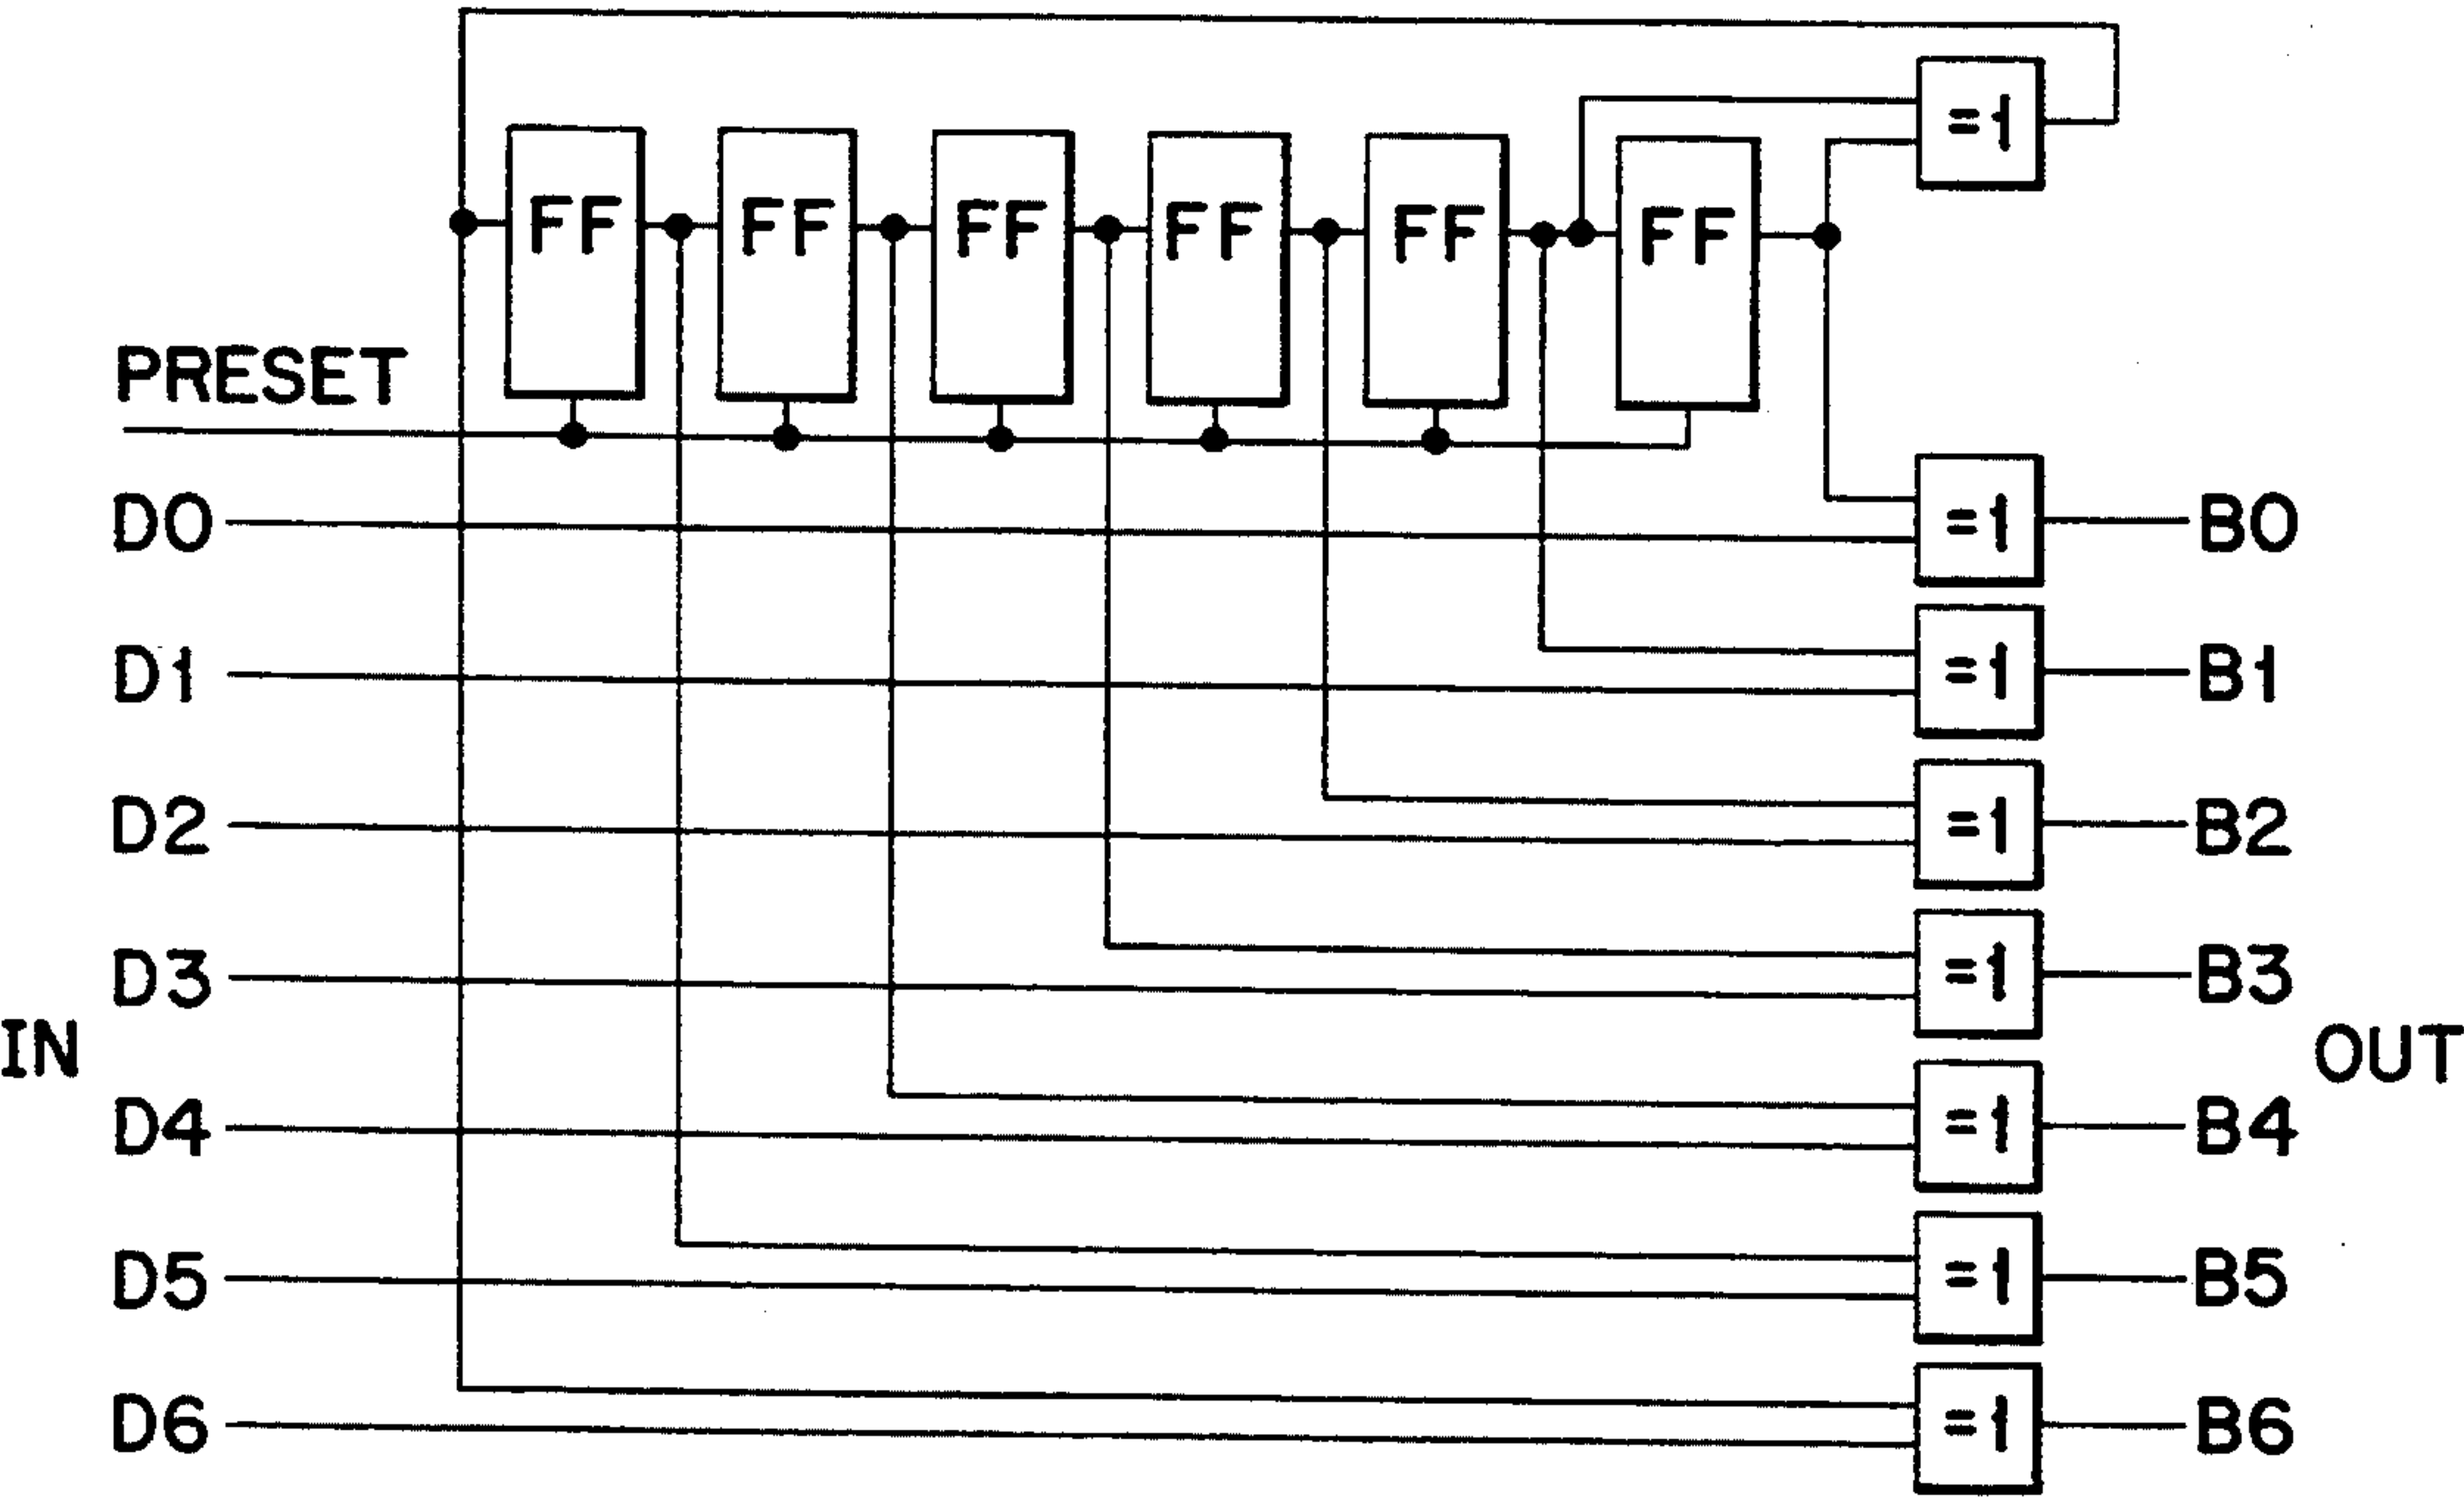 =1
FF FF FF FF FF FF
PRESET
D0 =1 B0
D1 =1 B1
D2 =1 B2
D3 =1 B3
IN OUT
D4 =1 B4
D5 =1 B5
D6 =1 B6